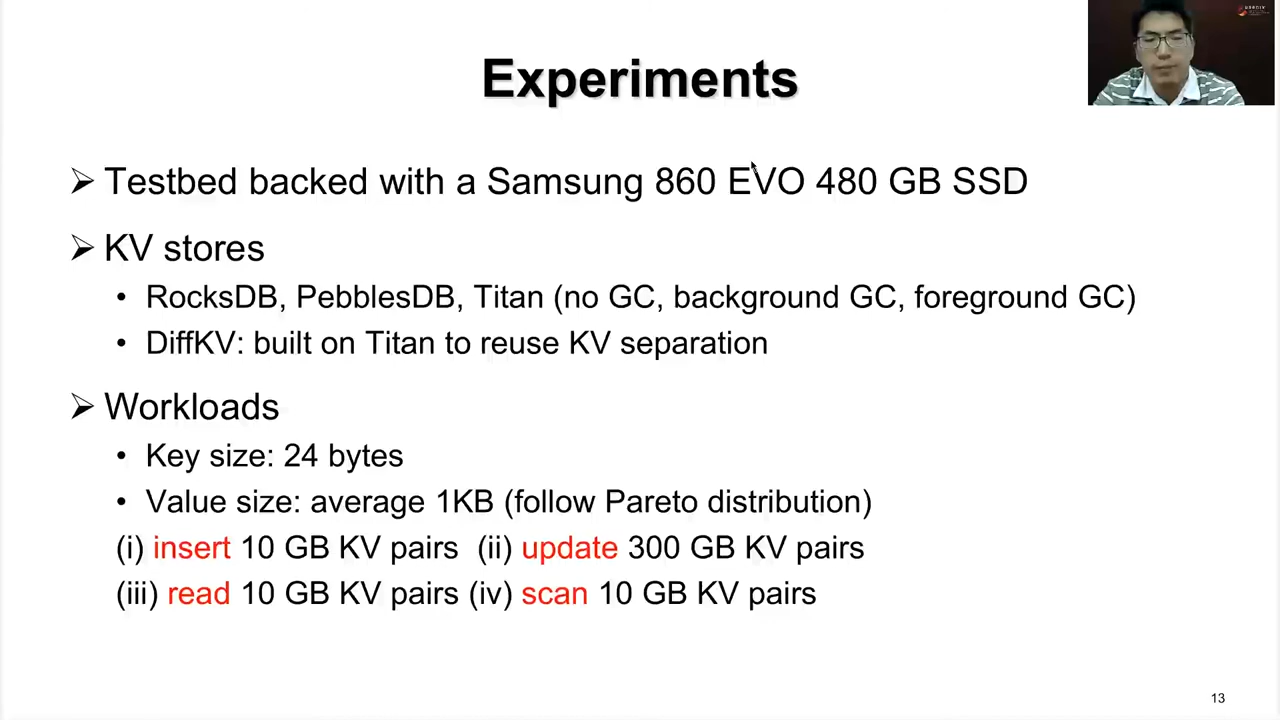 Experiments
➢ Testbed backed with a Samsung 860 EVO 480 GB SSD
➢ KV stores
• RocksDB, PebblesDB, Titan (no GC, background GC, foreground GC)
• DiffKV: built on Titan to reuse KV separation
➢ Workloads
• Key size: 24 bytes
• Value size: average 1KB (follow Pareto distribution)
(i) insert 10 GB KV pairs (ii) update 300 GB KV pairs
(iii) read 10 GB KV pairs (iv) scan 10 GB KV pairs
13